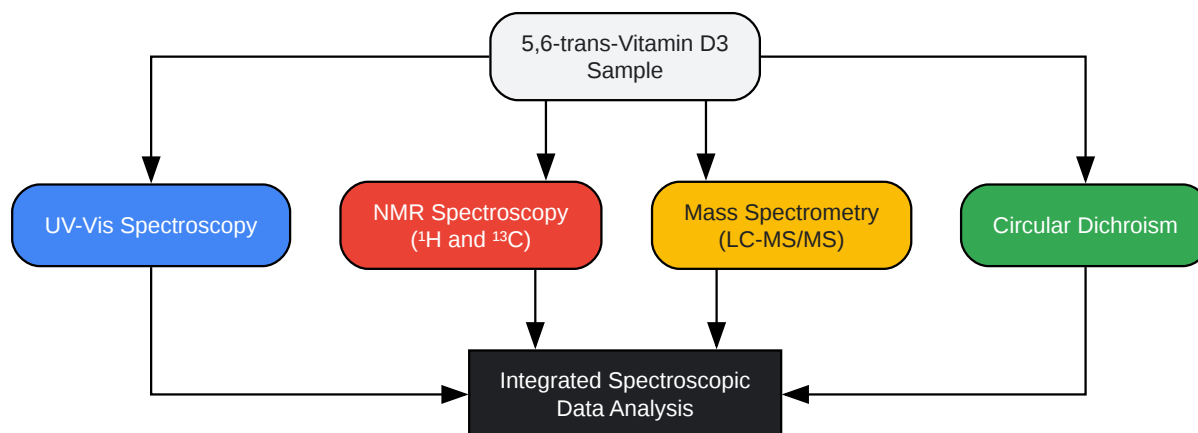 5,6-trans-Vitamin D3
Sample
UV-Vis Spectroscopy
NMR Spectroscopy
(¹H and ¹³C)
Mass Spectrometry
(LC-MS/MS)
Circular Dichroism
Integrated Spectroscopic
Data Analysis